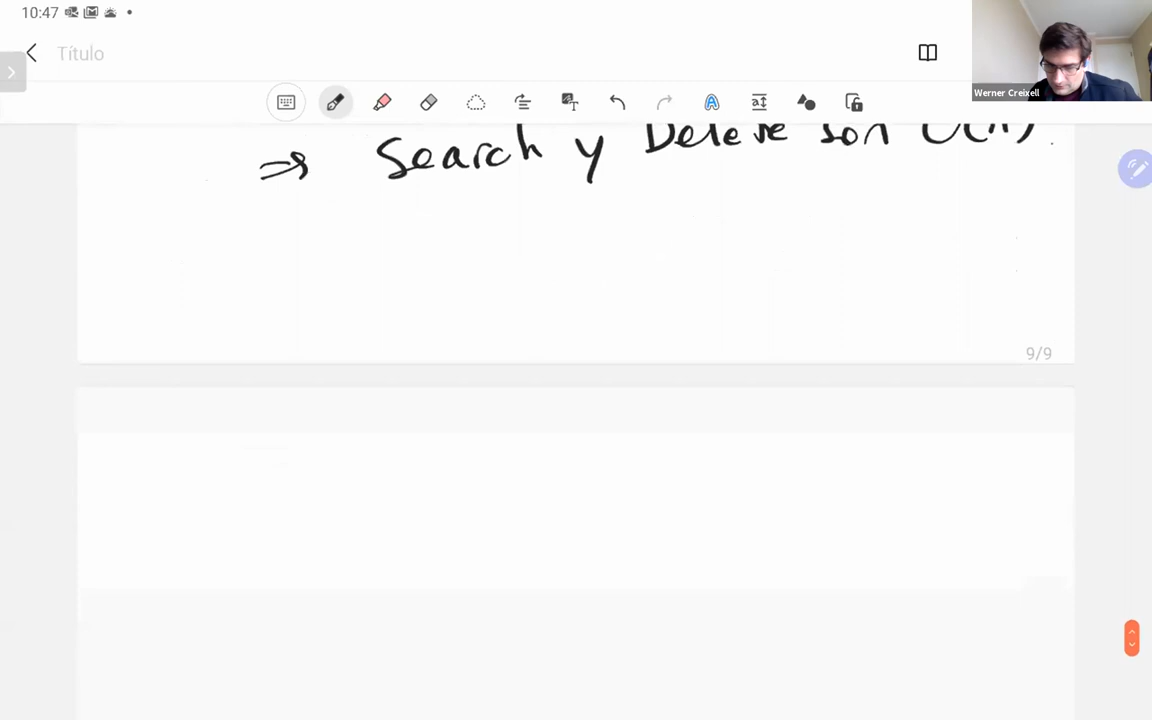 10:47
Título
Werner Creixell
⇒ Search y Delete son O(n).
9/9